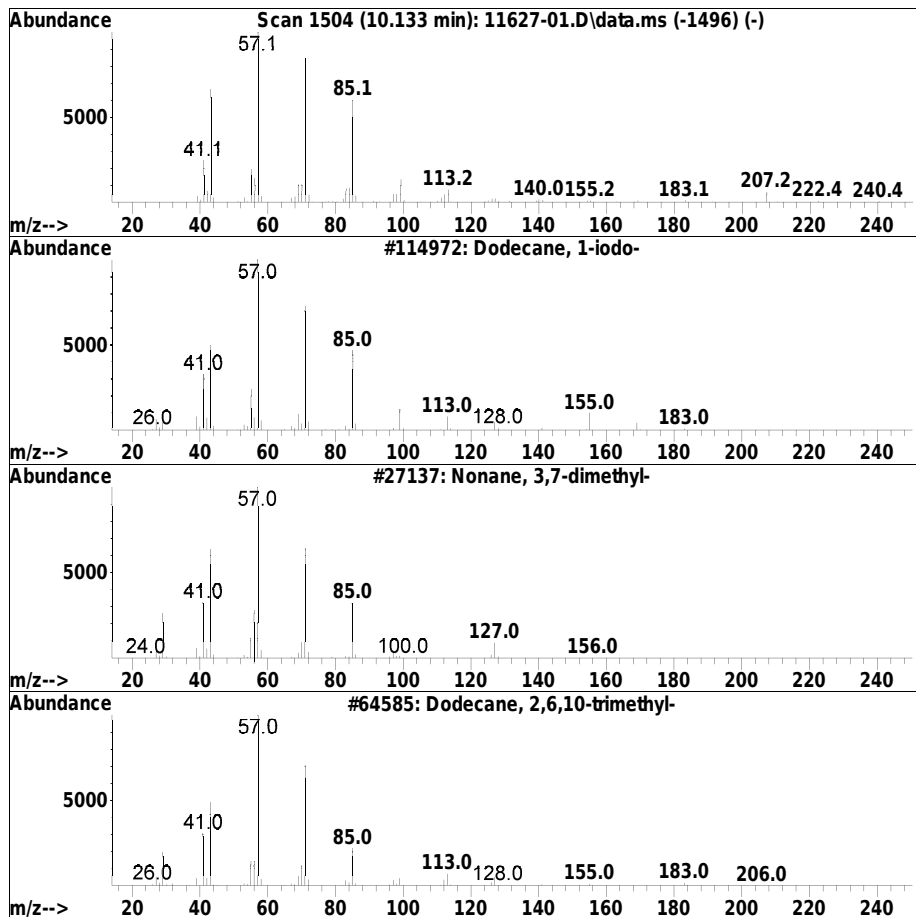 Abundance Scan 1504 (10.133 min): 11627-01.D\data.ms (-1496) (-)
57.1
85.1
5000
41.1
113.2
207.2
140.0 155.2 183.1 222.4 240.4
20 40 60 80 100 120 140 160 180 200 220 240
m/z-->
Abundance #114972: Dodecane, 1-iodo-
57.0
5000 85.0
41.0
26.0 113.0 128.0 155.0 183.0
20 40 60 80 100 120 140 160 180 200 220 240
m/z-->
Abundance #27137: Nonane, 3,7-dimethyl-
57.0
5000
41.0 85.0
24.0 100.0 127.0 156.0
20 40 60 80 100 120 140 160 180 200 220 240
m/z-->
Abundance #64585: Dodecane, 2,6,10-trimethyl-
57.0
5000
41.0
85.0
26.0 113.0 128.0 155.0 183.0 206.0
20 40 60 80 100 120 140 160 180 200 220 240
m/z-->